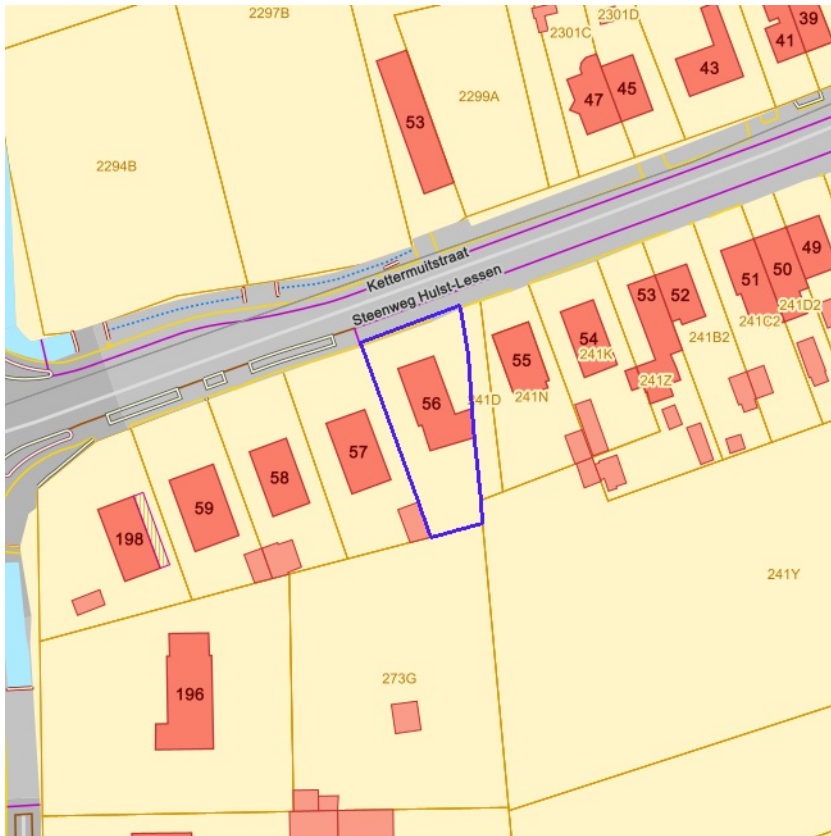 2297B
2301C
2301D
39
41
43
45
47
2299A
53
2294B
Kettermuitstraat
Steenweg Hulst-Lessen
49
50
51
241D2
241C2
52
53
241B2
54
241K
241Z
55
241N
41D
56
57
58
59
198
241Y
273G
196